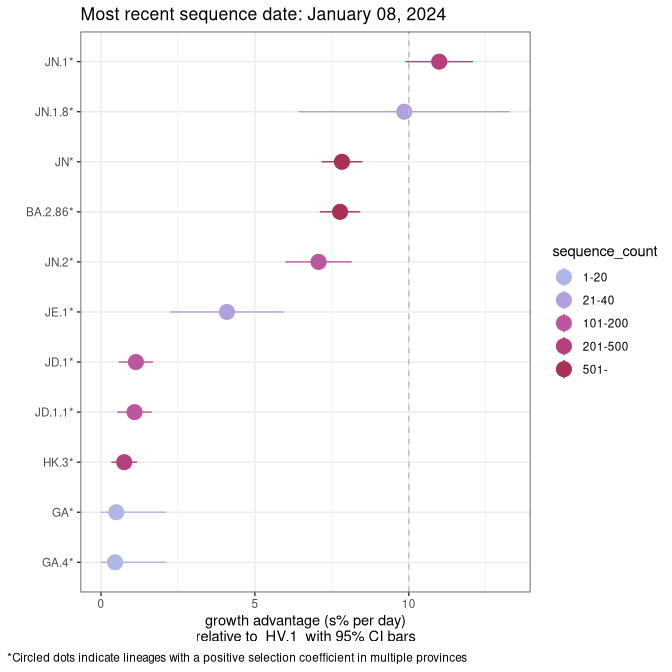 Most recent sequence date: January 08, 2024
JN.1*
JN.1.8*
JN*
BA.2.86*
JN.2*
JE.1*
JD.1*
JD.1.1*
HK.3*
GA*
GA.4*
0 5 10
growth advantage (s% per day)
relative to HV.1 with 95% CI bars
sequence_count
1-20
21-40
101-200
201-500
501-
*Circled dots indicate lineages with a positive selection coefficient in multiple provinces